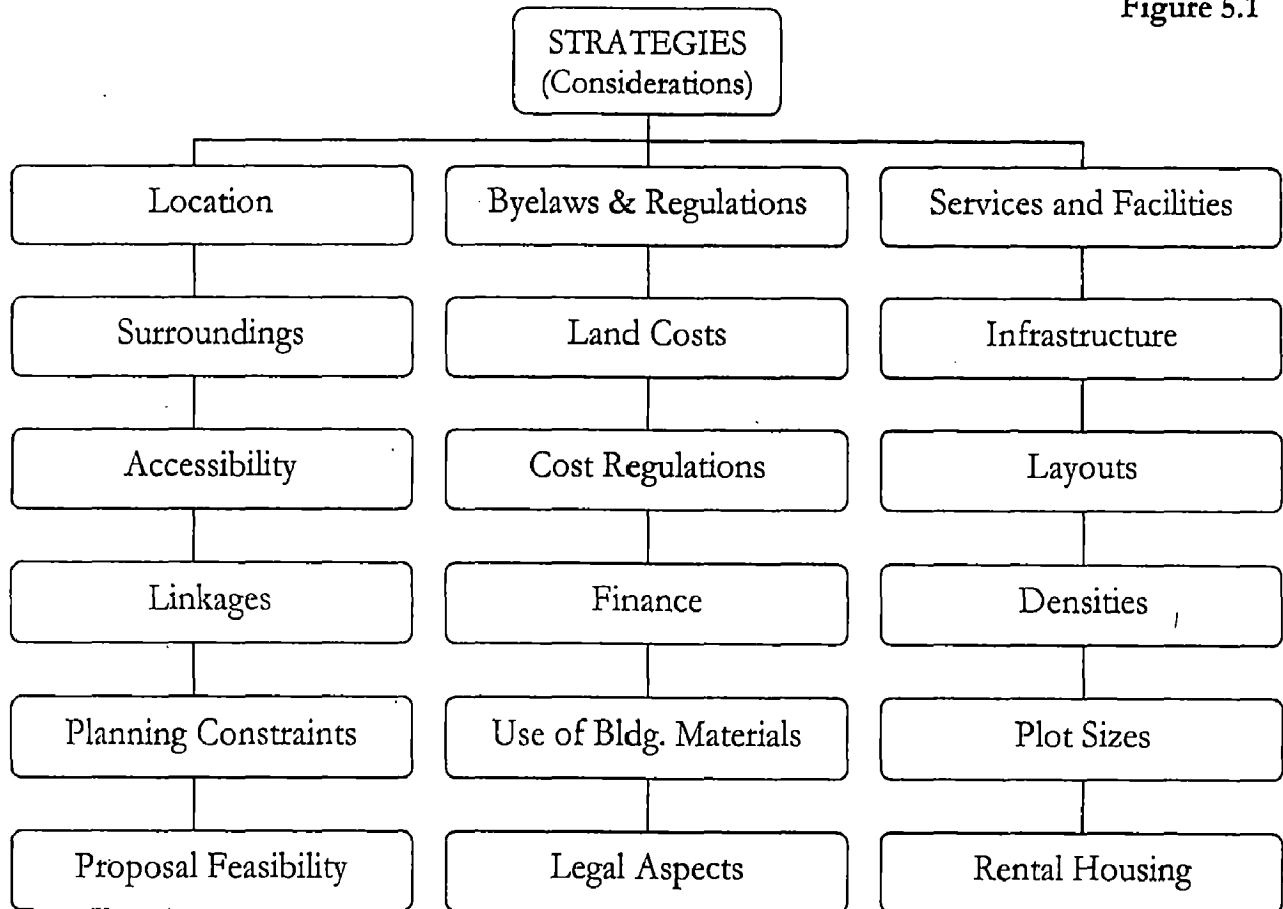 Figure 5.1
STRATEGIES
(Considerations)
Location
Byelaws & Regulations
Services and Facilities
Surroundings
Land Costs
Infrastructure
Accessibility
Cost Regulations
Layouts
Linkages
Finance
Densities
Planning Constraints
Use of Bldg. Materials
Plot Sizes
Proposal Feasibility
Legal Aspects
Rental Housing